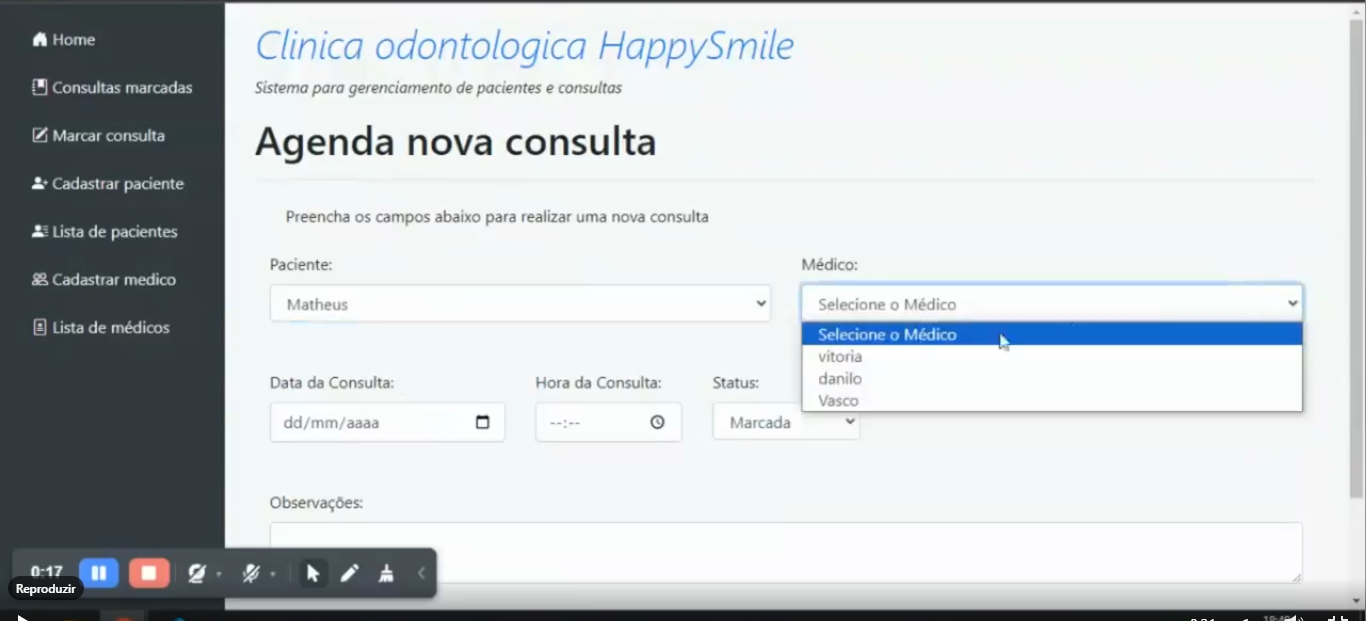 Home
Consultas marcadas
Marcar consulta
Cadastrar paciente
Lista de pacientes
Cadastrar medico
Lista de médicos
Clinica odontologica HappySmile
Sistema para gerenciamento de pacientes e consultas
Agenda nova consulta
Preencha os campos abaixo para realizar uma nova consulta
Paciente:
Matheus
Médico:
Selecione o Médico
Selecione o Médico
vitoria
danilo
Vasco
Data da Consulta:
dd/mm/aaaa
Hora da Consulta:
--:--
Status:
Marcada
Observações:
0:17
Reproduzir